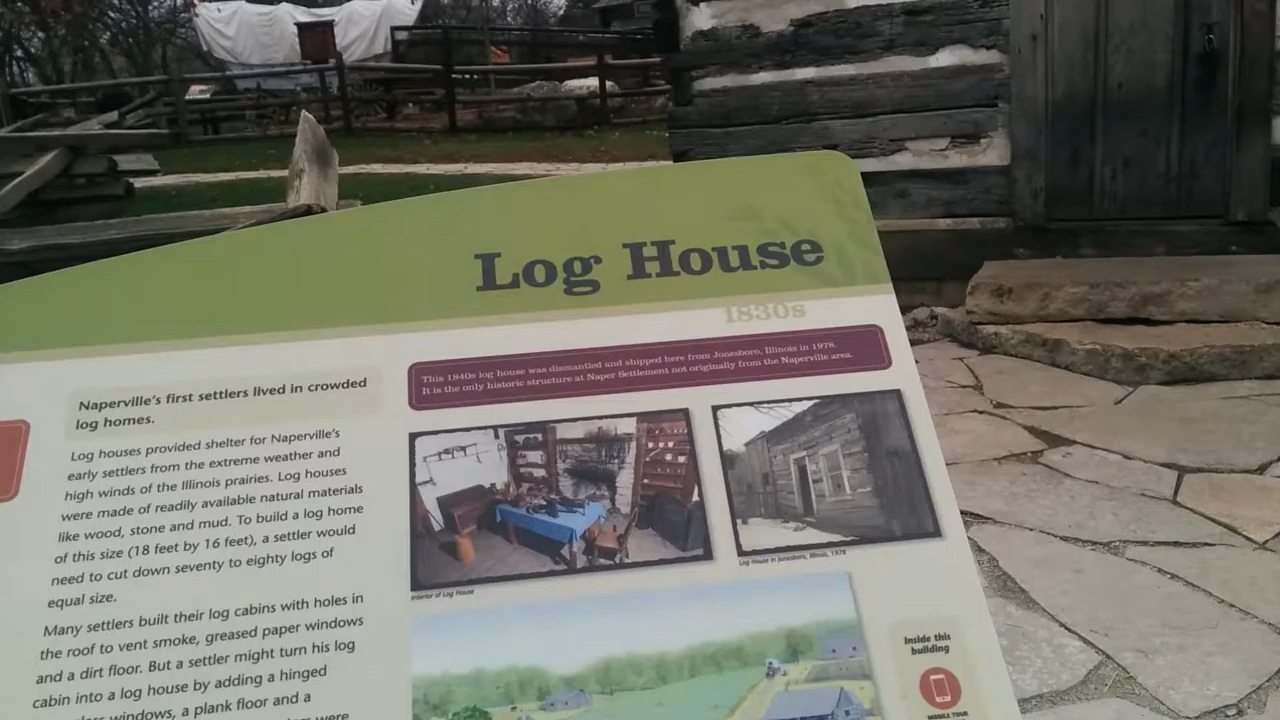 Log House
1830s
This 1840s log house was dismantled and shipped here from Jonesboro, Illinois in 1978.
It is the only historic structure at Naper Settlement not originally from the Naperville area.
Naperville's first settlers lived in crowded
log homes.
Log houses provided shelter for Naperville's
early settlers from the extreme weather and
high winds of the Illinois prairies. Log houses
were made of readily available natural materials
like wood, stone and mud. To build a log home
of this size (18 feet by 16 feet), a settler would
need to cut down seventy to eighty logs of
equal size.
Many settlers built their log cabins with holes in
the roof to vent smoke, greased paper windows
and a dirt floor. But a settler might turn his log
cabin into a log house by adding a hinged
windows, a plank floor and a
were
Interior of Log House
Log House in Jonesboro, Illinois, 1978
Inside this
building
MOBILE TOUR